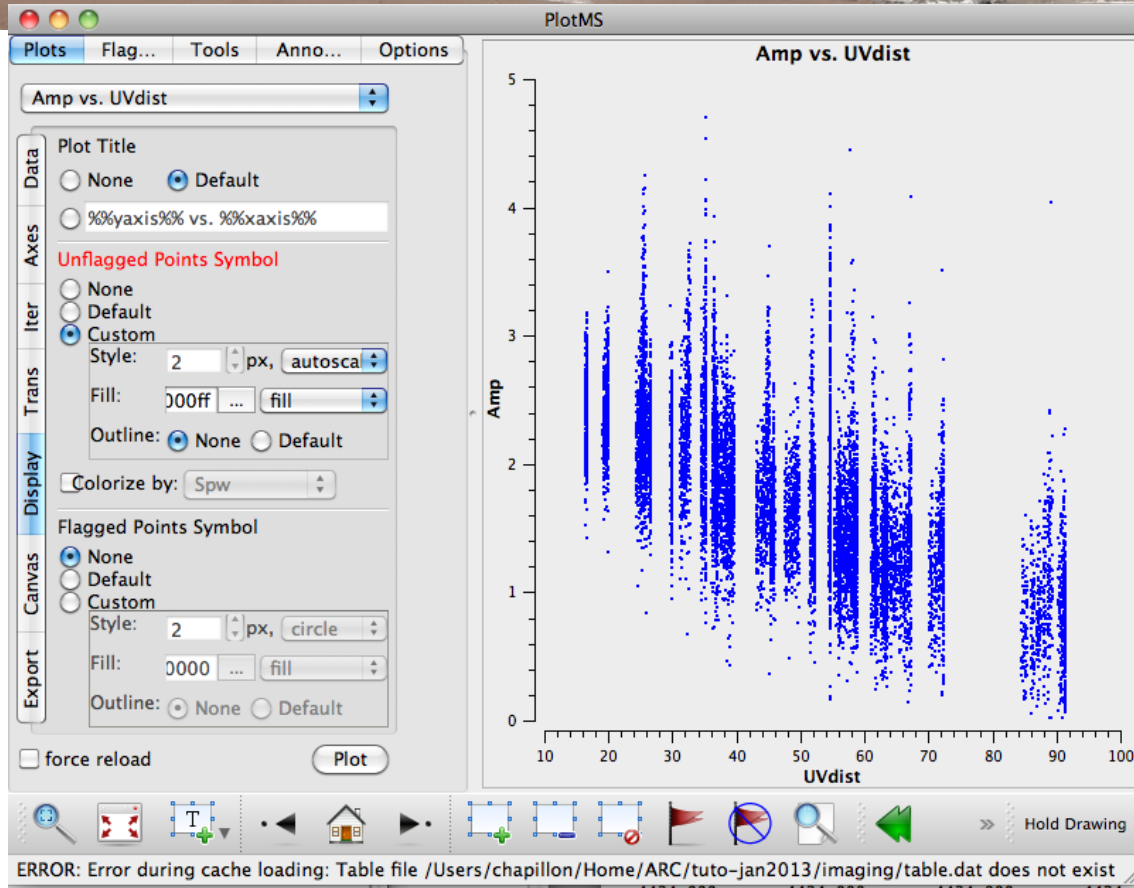 PlotMS
Plots Flag... Tools Anno... Options
Amp vs. UVdist
Data
Axes
Iter
Trans
Display
Canvas
Export
Plot Title
None Default
%%yaxis%% vs. %%xaxis%%
Unflagged Points Symbol
None
Default
Custom
Style: 2 px, autoscal
Fill: 000ff ... fill
Outline: None Default
Colorize by: Spw
Flagged Points Symbol
None
Default
Custom
Style: 2 px, circle
Fill: 0000 ... fill
Outline: None Default
force reload Plot
Amp vs. UVdist
5
4
3
2
1
0
Amp
10 20 30 40 50 60 70 80 90 100
UVdist
T
» Hold Drawing
ERROR: Error during cache loading: Table file /Users/chapillon/Home/ARC/tuto-jan2013/imaging/table.dat does not exist